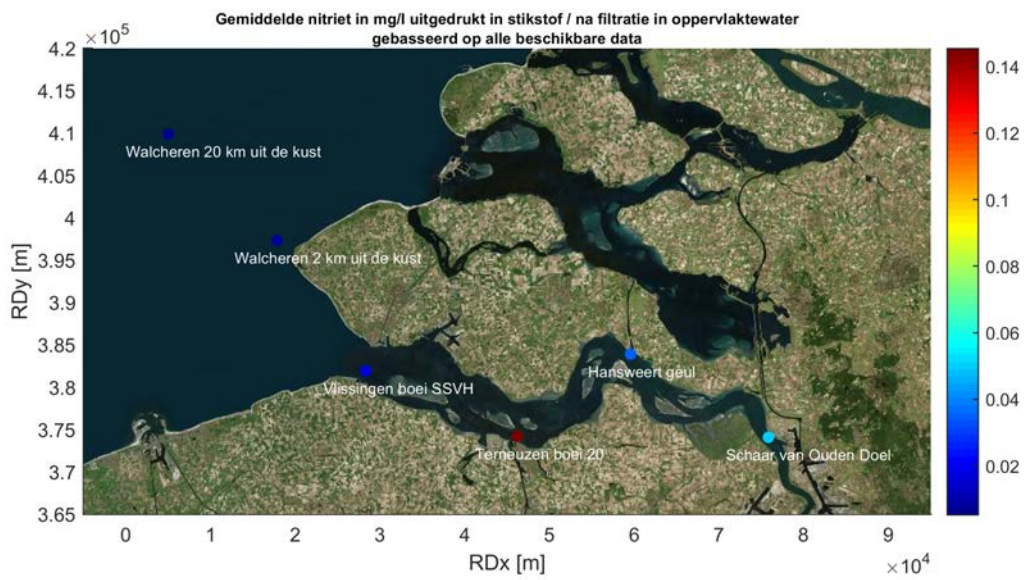 Gemiddelde nitriet in mg/l uitgedrukt in stikstof / na filtratie in oppervlaktewater
gebasseerd op alle beschikbare data
×10⁵
4.2
4.15
4.1
4.05
4
3.95
3.9
3.85
3.8
3.75
3.7
3.65
RDy [m]
Walcheren 20 km uit de kust
Walcheren 2 km uit de kust
Vlissingen boei SSVH
Hansweert geul
Terneuzen boei 20
Schaar van Ouden Doel
0 1 2 3 4 5 6 7 8 9
RDx [m]
×10⁴
0.14
0.12
0.1
0.08
0.06
0.04
0.02